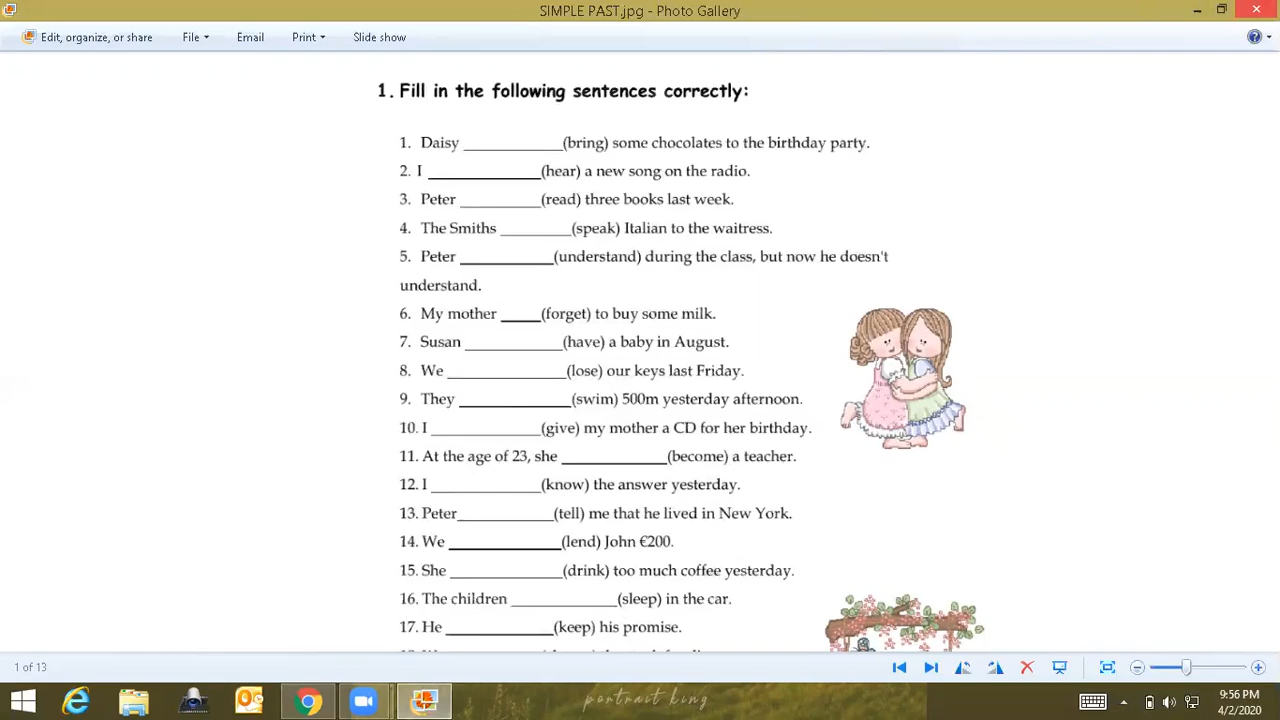 SIMPLE PAST.jpg - Photo Gallery
Edit, organize, or share File Email Print Slide show
1. Fill in the following sentences correctly:
1. Daisy ____________(bring) some chocolates to the birthday party.
2. I ______________(hear) a new song on the radio.
3. Peter __________(read) three books last week.
4. The Smiths _________(speak) Italian to the waitress.
5. Peter ____________(understand) during the class, but now he doesn't
understand.
6. My mother _____(forget) to buy some milk.
7. Susan ____________(have) a baby in August.
8. We _______________(lose) our keys last Friday.
9. They ______________(swim) 500m yesterday afternoon.
10. I ______________(give) my mother a CD for her birthday.
11. At the age of 23, she _____________(become) a teacher.
12. I ______________(know) the answer yesterday.
13. Peter____________(tell) me that he lived in New York.
14. We ______________(lend) John €200.
15. She ______________(drink) too much coffee yesterday.
16. The children _____________(sleep) in the car.
17. He _____________(keep) his promise.
1 of 13
portrait king
9:56 PM
4/2/2020